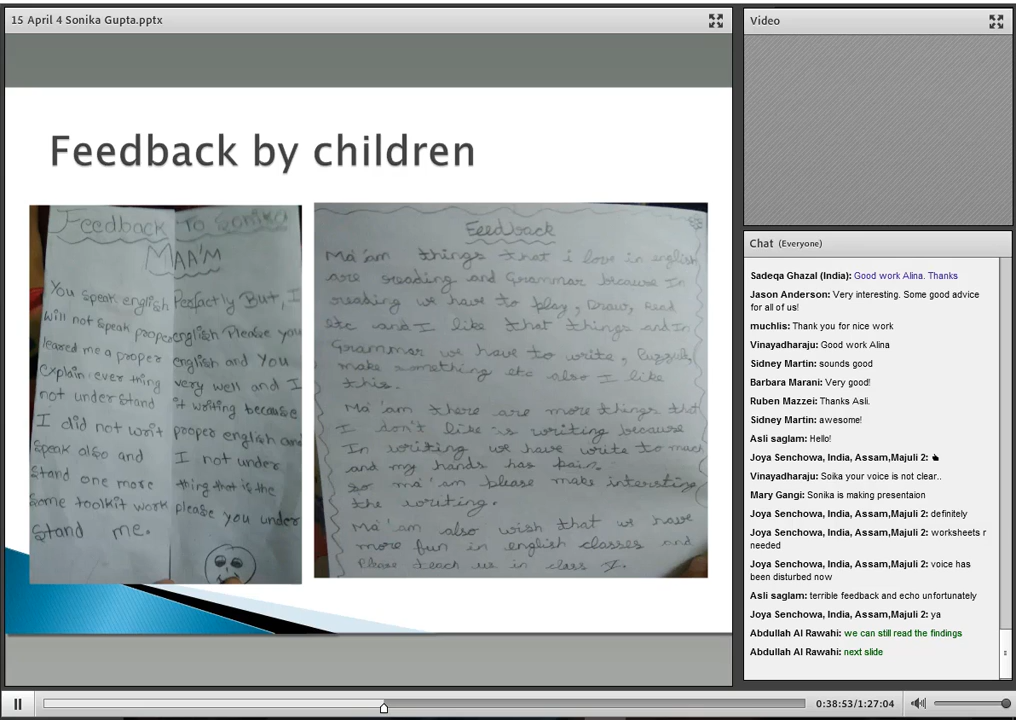 15 April 4 Sonika Gupta.pptx
Feedback by children
Feedback To Sonika
MAA'M
You speak english Perfactly But, I
will not speak proper english Please you
leared me a proper english and You
explain ever thing very well and I
not under stand it writing because
I did not writ proper english and
speak also and I not under
stand one more thing that is the
some toolkit work please you under
stand me.
Feedback
Ma'am things that i love in english
are reading and Grammar because In
reading we have to play, Draw, read
etc and I like that things and In
Grammar we have to write, Puzzule,
make something etc also I like
this.
Ma'am there are more things that
I don't like is writing because
In writing we have write to much
and my hands has pain.
so ma'am please make interesting
the writing.
Ma'am also wish that we have
more fun in english classes and
Please teach us in class
Video
Chat (Everyone)
Sadeqa Ghazal (India): Good work Alina. Thanks
Jason Anderson: Very interesting. Some good advice
for all of us!
muchlis: Thank you for nice work
Vinayadharaju: Good work Alina
Sidney Martin: sounds good
Barbara Marani: Very good!
Ruben Mazzei: Thanks Asli.
Sidney Martin: awesome!
Asli saglam: Hello!
Joya Senchowa, India, Assam,Majuli 2:
Vinayadharaju: Soika your voice is not clear..
Mary Gangi: Sonika is making presentaion
Joya Senchowa, India, Assam,Majuli 2: definitely
Joya Senchowa, India, Assam,Majuli 2: worksheets r
needed
Joya Senchowa, India, Assam,Majuli 2: voice has
been disturbed now
Asli saglam: terrible feedback and echo unfortunately
Joya Senchowa, India, Assam,Majuli 2: ya
Abdullah Al Rawahi: we can still read the findings
Abdullah Al Rawahi: next slide
0:38:53/1:27:04